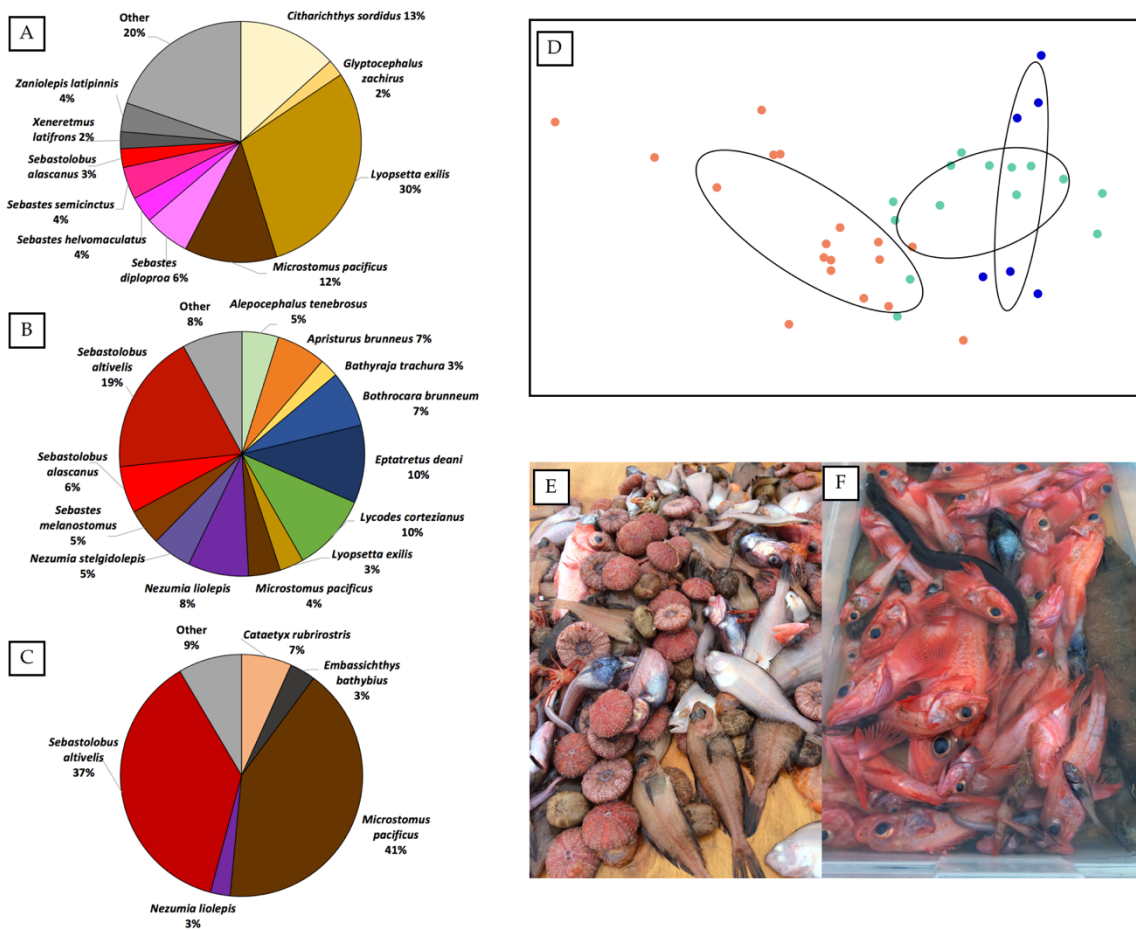 A
Other
20%
Citharichthys sordidus 13%
Glyptocephalus
zachirus
2%
Zaniolepis latipinnis
4%
Xeneretmus
latifrons 2%
Sebastolobus
alascanus 3%
Sebastes semicinctus
4%
Sebastes helvomaculatus
4%
Sebastes
diploproa 6%
Microstomus pacificus
12%
Lyopsetta exilis
30%
B
Other
8%
Alepocephalus tenebrosus
5%
Apristurus brunneus 7%
Bathyraja trachura 3%
Bothrocara brunneum
7%
Eptatretus deani
10%
Lycodes cortezianus
10%
Lyopsetta exilis
3%
Microstomus pacificus
4%
Nezumia liolepis
8%
Nezumia stelgidolepis
5%
Sebastes
melanostomus
5%
Sebastolobus
alascanus
6%
Sebastolobus
altivelis
19%
C
Other
9%
Cataetyx rubrirostris
7%
Embassichthys
bathybius
3%
Microstomus
pacificus
41%
Nezumia liolepis
3%
Sebastolobus
altivelis
37%
D
E
F